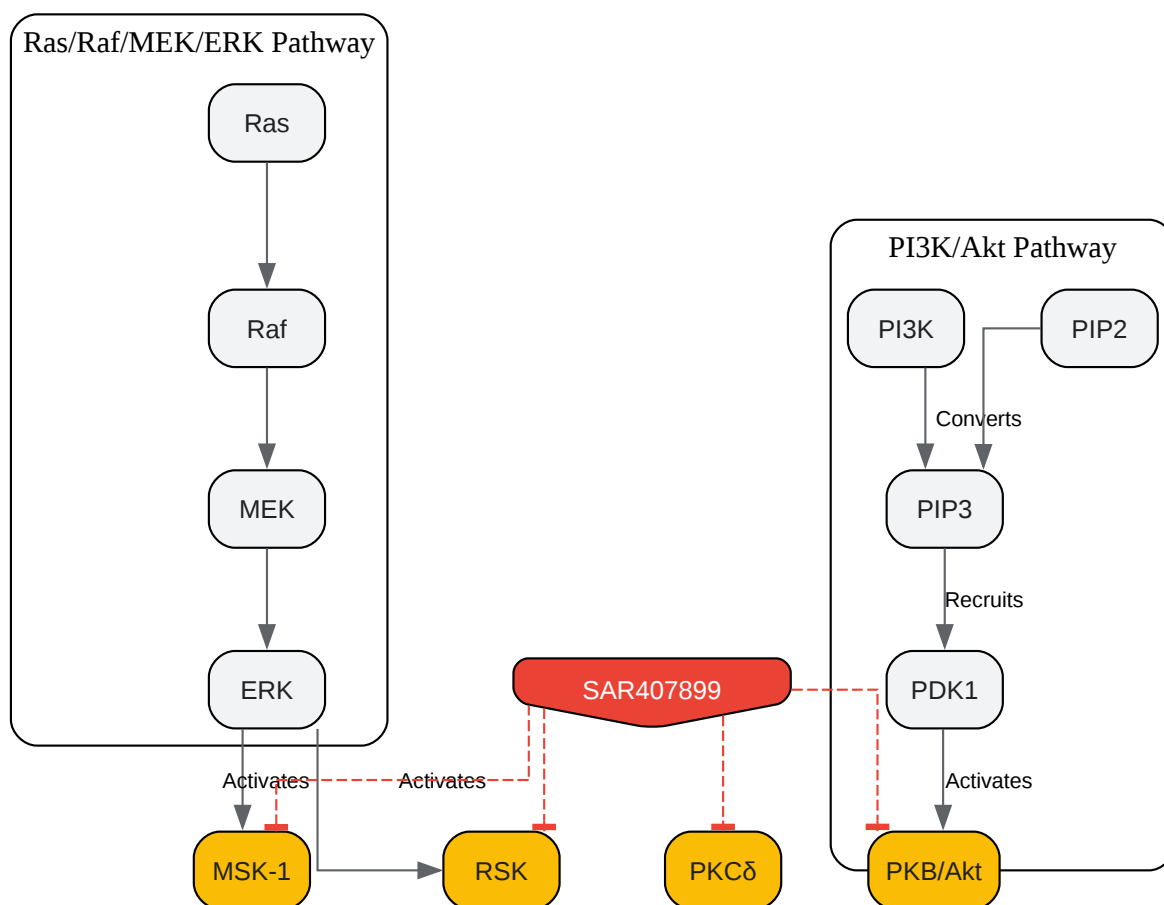 Ras/Raf/MEK/ERK Pathway
Ras
PI3K/Akt Pathway
Raf
PI3K
PIP2
Converts
MEK
PIP3
Recruits
ERK
SAR407899
PDK1
Activates
Activates
Activates
MSK-1
RSK
PKCδ
PKB/Akt